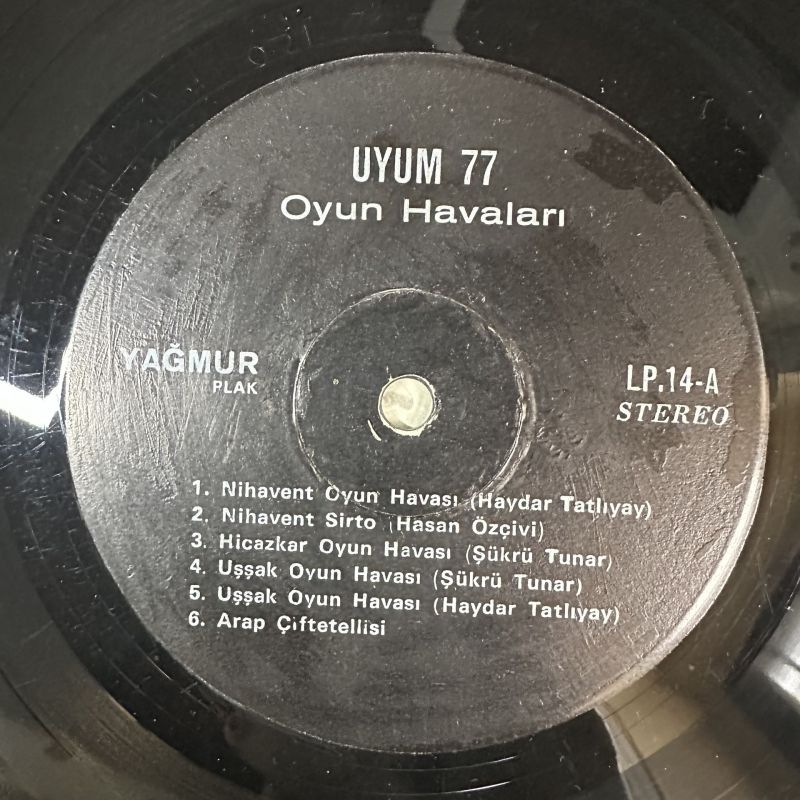 UYUM 77
Oyun Havaları
YAĞMUR
PLAK
LP.14-A
STEREO
1. Nihavent Oyun Havası (Haydar Tatlıyay)
2. Nihavent Sirto (Hasan Özçivi)
3. Hicazkar Oyun Havası (Şükrü Tunar)
4. Uşşak Oyun Havası (Şükrü Tunar)
5. Uşşak Oyun Havası (Haydar Tatlıyay)
6. Arap Çiftetellisi